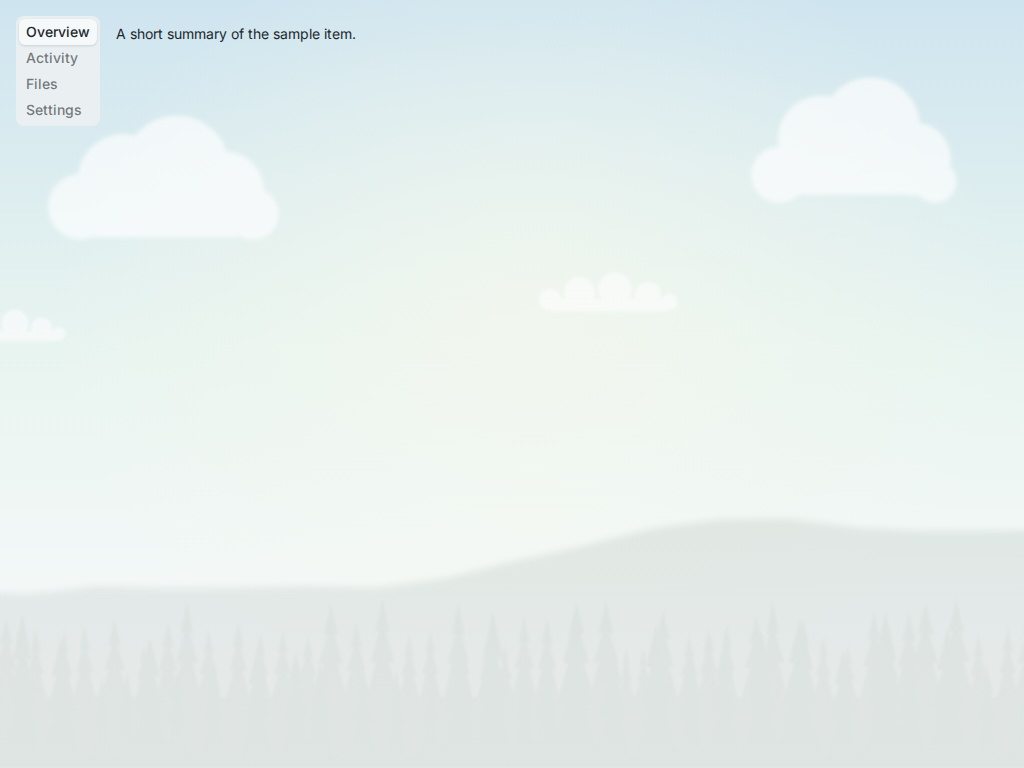 Overview
Activity
Files
Settings
A short summary of the sample item.